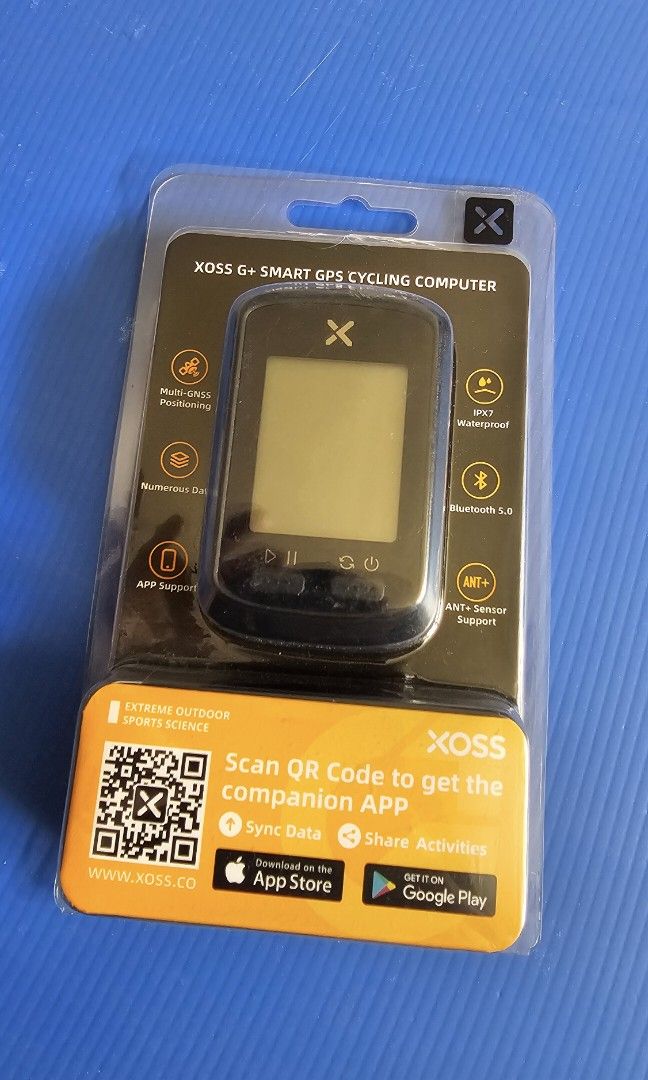 XOSS G+ SMART GPS CYCLING COMPUTER
Multi-GNSS
Positioning
IPX7
Waterproof
Numerous
Bluetooth 5.0
APP Support
ANT+
ANT+ Sensor
Support
EXTREME OUTDOOR
SPORTS SCIENCE
XOSS
Scan QR Code to get the
companion APP
Sync Data
Share Activities
WWW.XOSS.CO
Download on the
App Store
GET IT ON
Google Play